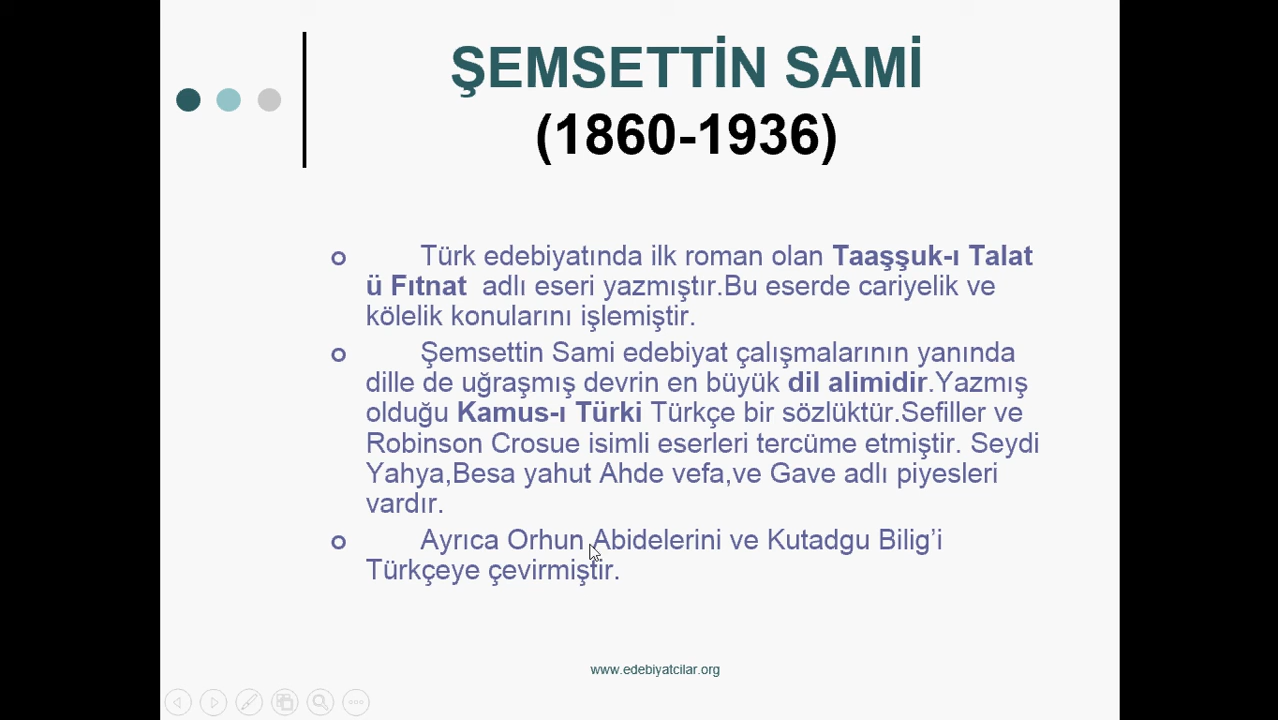 ŞEMSETTİN SAMİ
(1860-1936)
Türk edebiyatında ilk roman olan Taaşşuk-ı Talat
ü Fıtnat adlı eseri yazmıştır.Bu eserde cariyelik ve
kölelik konularını işlemiştir.
Şemsettin Sami edebiyat çalışmalarının yanında
dille de uğraşmış devrin en büyük dil alimidir.Yazmış
olduğu Kamus-ı Türki Türkçe bir sözlüktür.Sefiller ve
Robinson Crosue isimli eserleri tercüme etmiştir. Seydi
Yahya,Besa yahut Ahde vefa,ve Gave adlı piyesleri
vardır.
Ayrıca Orhun Abidelerini ve Kutadgu Bilig’i
Türkçeye çevirmiştir.
www.edebiyatcilar.org